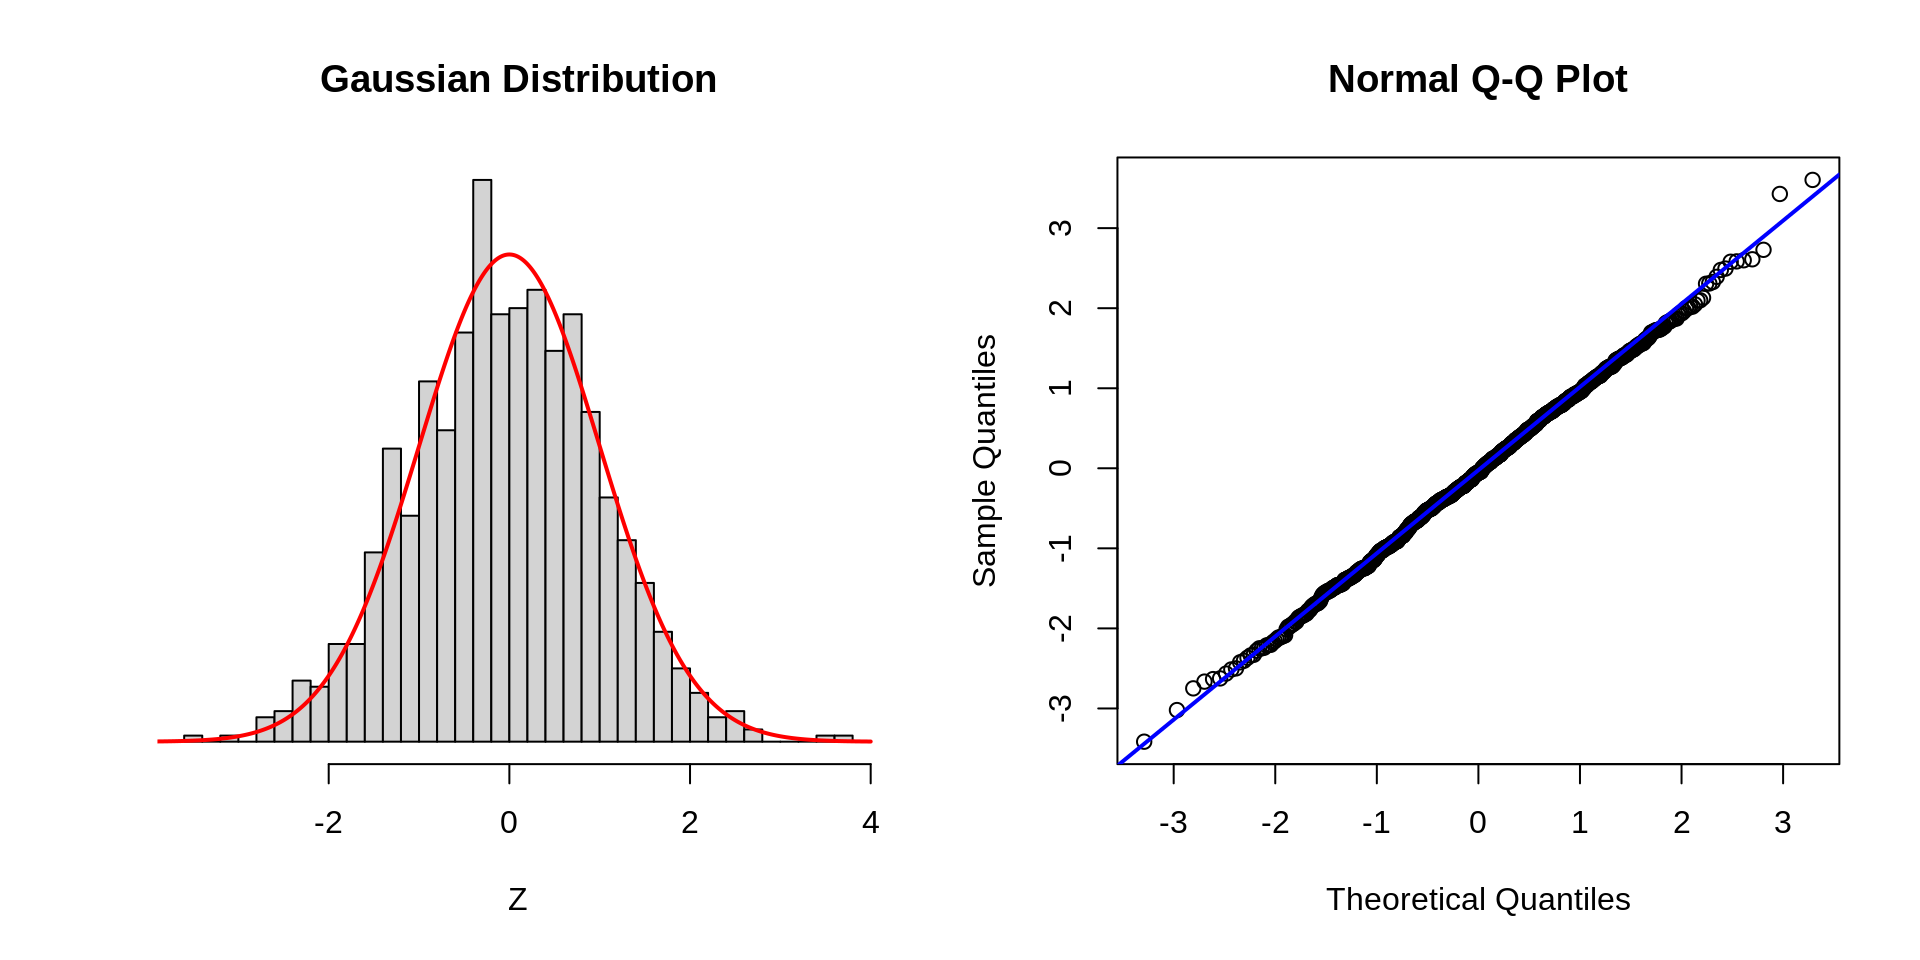 Gaussian Distribution
-2 0 2 4
Z
Normal Q-Q Plot
Sample Quantiles
3
2
1
0
-1
-2
-3
-3 -2 -1 0 1 2 3
Theoretical Quantiles